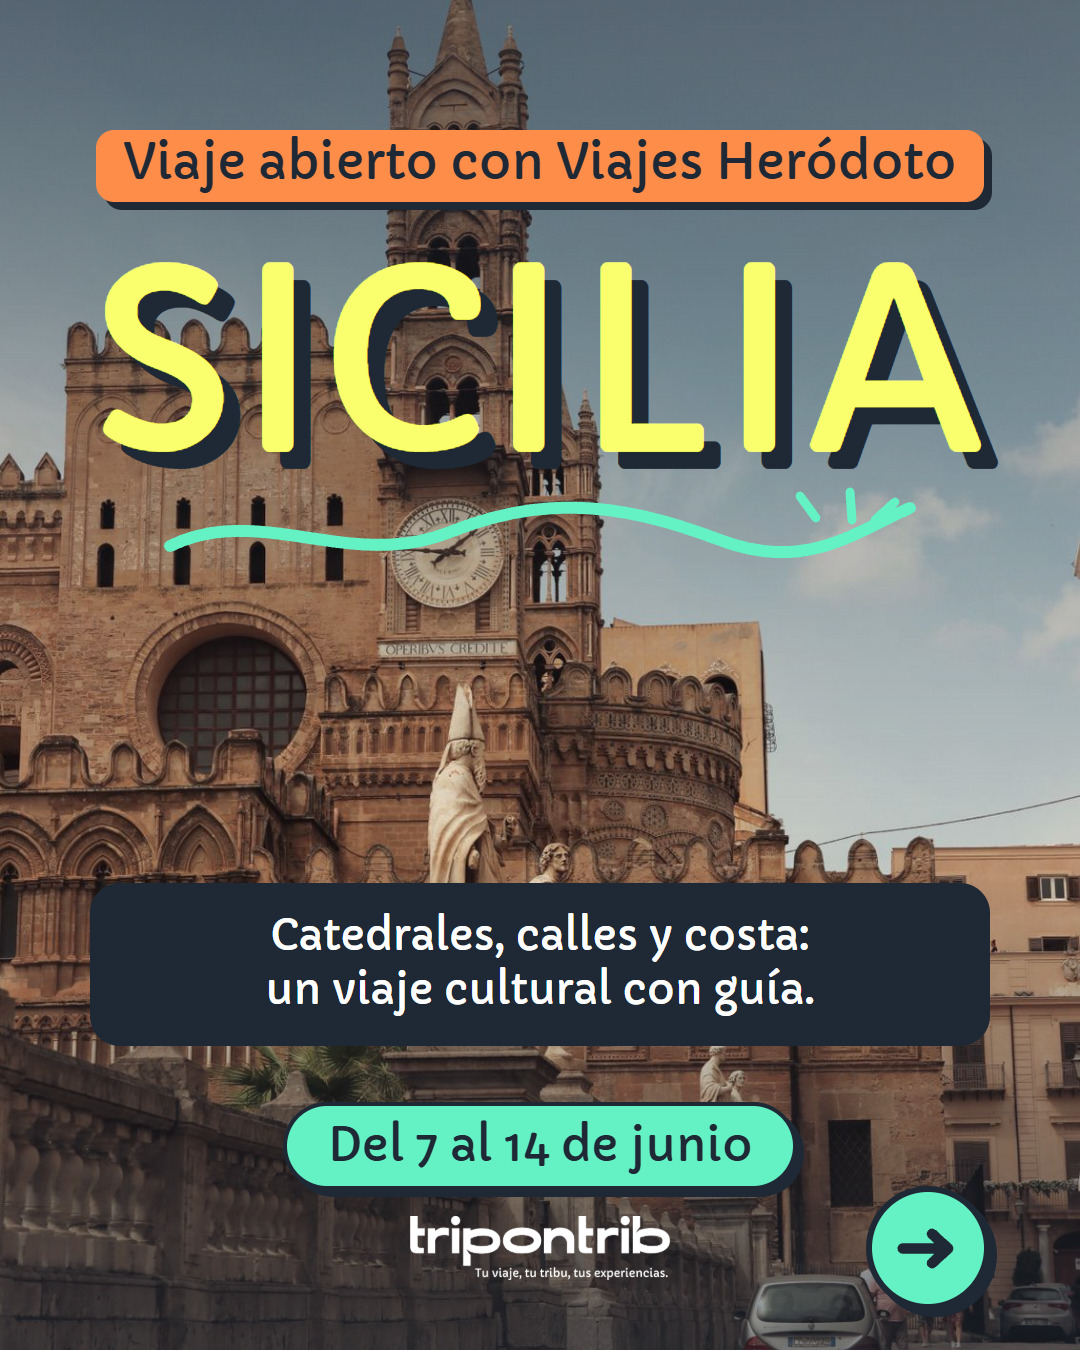 Viaje abierto con Viajes Heródoto
SICILIA
OPERIBVS CREDITE
Catedrales, calles y costa:
un viaje cultural con guía.
Del 7 al 14 de junio
tripontrib
Tu viaje, tu tribu, tus experiencias.